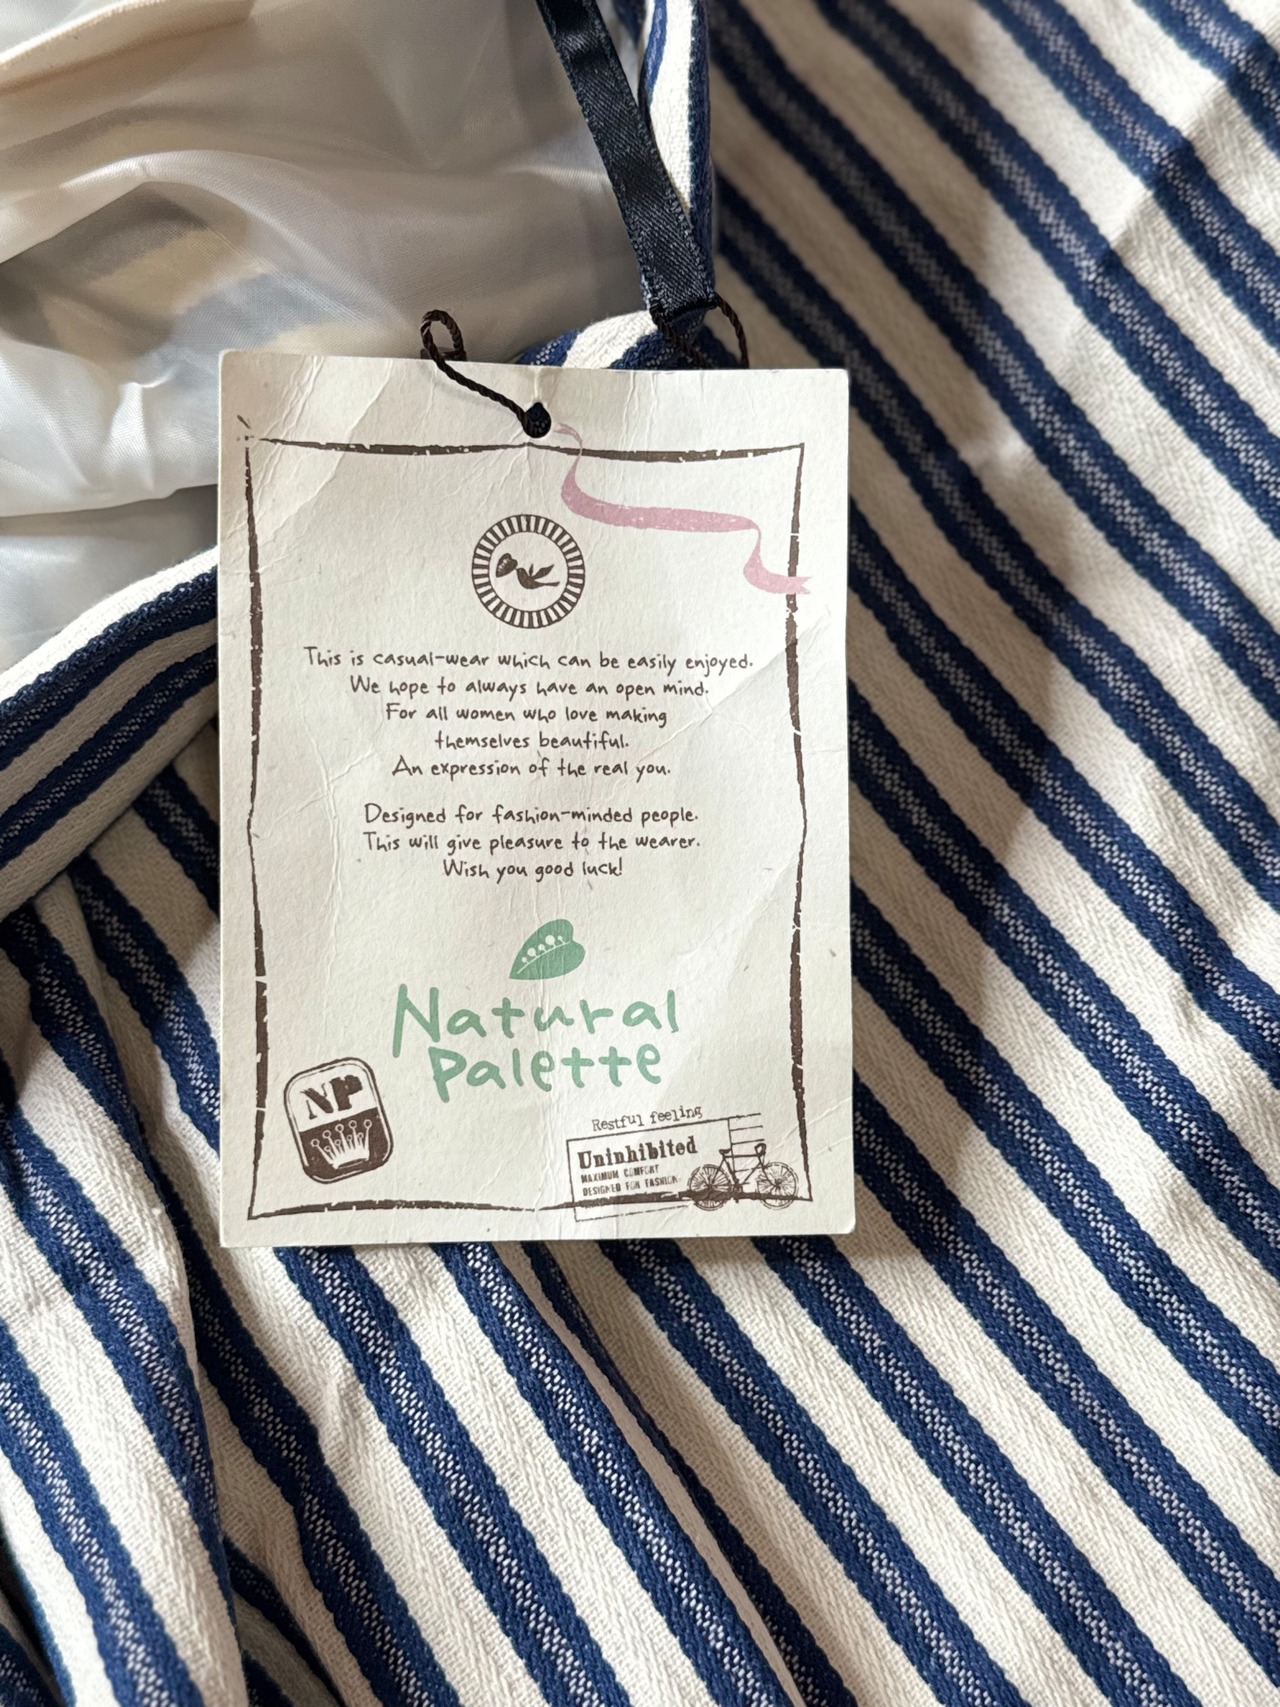 This is casual-wear which can be easily enjoyed.
We hope to always have an open mind.
For all women who love making
themselves beautiful.
An expression of the real you.
Designed for fashion-minded people.
This will give pleasure to the wearer.
Wish you good luck!
Natural
Palette
NP
Restful feeling
Uninhibited
MAXIMUM COMFORT
DESIGNED FOR FASHION